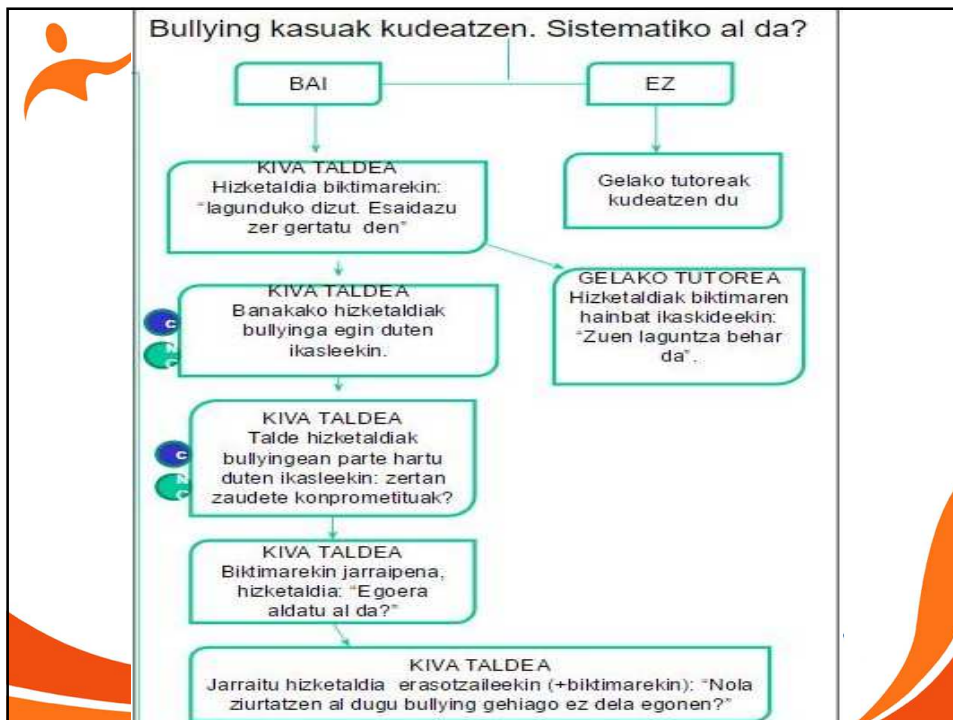 Bullying kasuak kudeatzen. Sistematiko al da?
BAI
EZ
KIVA TALDEA
Hizketaldia biktimarekin:
“lagunduko dizut. Esaidazu
zer gertatu den”
Gelako tutoreak
kudeatzen du
KIVA TALDEA
Banakako hizketaldiak
bullyinga egin duten
ikasleekin.
C
N
C
GELAKO TUTOREA
Hizketaldiak biktimaren
hainbat ikaskideekin:
“Zuen laguntza behar
da”.
KIVA TALDEA
Talde hizketaldiak
bullyingean parte hartu
duten ikasleekin: zertan
zaudete konprometituak?
C
N
C
KIVA TALDEA
Biktimarekin jarraipena,
hizketaldia: “Egoera
aldatu al da?”
KIVA TALDEA
Jarraitu hizketaldia erasotzaileekin (+biktimarekin): “Nola
ziurtatzen al dugu bullying gehiago ez dela egonen?”